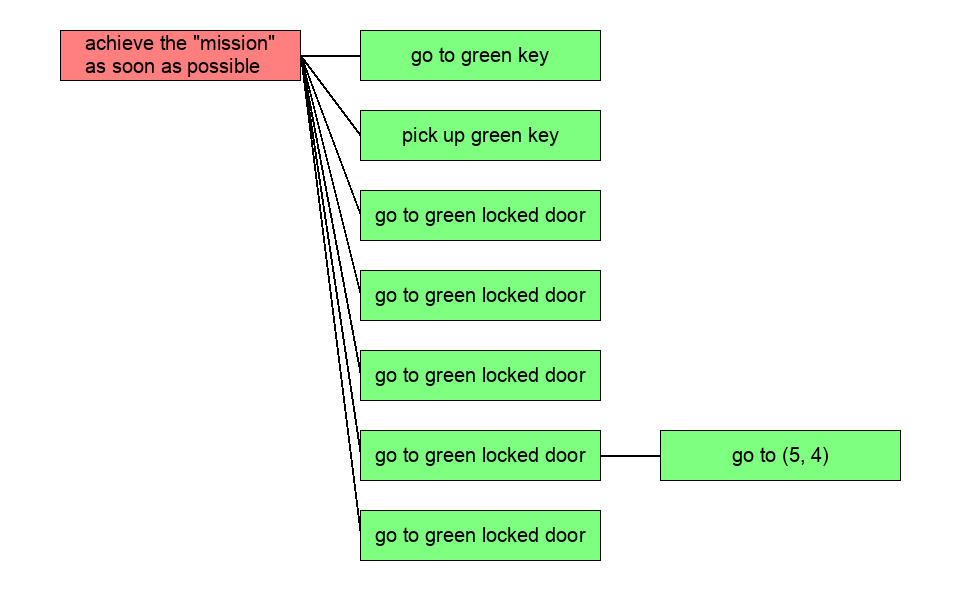 achieve the "mission"
as soon as possible
go to green key
pick up green key
go to green locked door
go to green locked door
go to green locked door
go to green locked door
go to (5, 4)
go to green locked door